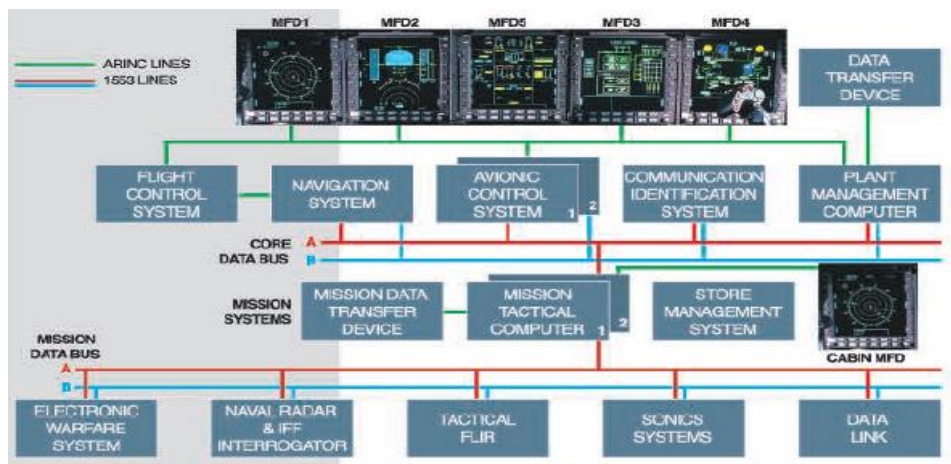 MFD1
MFD2
MFD5
MFD3
MFD4
ARINC LINES
1553 LINES
DATA
TRANSFER
DEVICE
FLIGHT
CONTROL
SYSTEM
NAVIGATION
SYSTEM
AVIONIC
CONTROL
SYSTEM
1
2
COMMUNICATION
IDENTIFICATION
SYSTEM
PLANT
MANAGEMENT
COMPUTER
CORE
DATA BUS
A
B
MISSION
SYSTEMS
MISSION DATA
TRANSFER
DEVICE
MISSION
TACTICAL
COMPUTER
1
2
STORE
MANAGEMENT
SYSTEM
CABIN MFD
MISSION
DATA BUS
A
B
ELECTRONIC
WARFARE
SYSTEM
NAVAL RADAR
& IFF
INTERROGATOR
TACTICAL
FLIR
SONICS
SYSTEMS
DATA
LINK